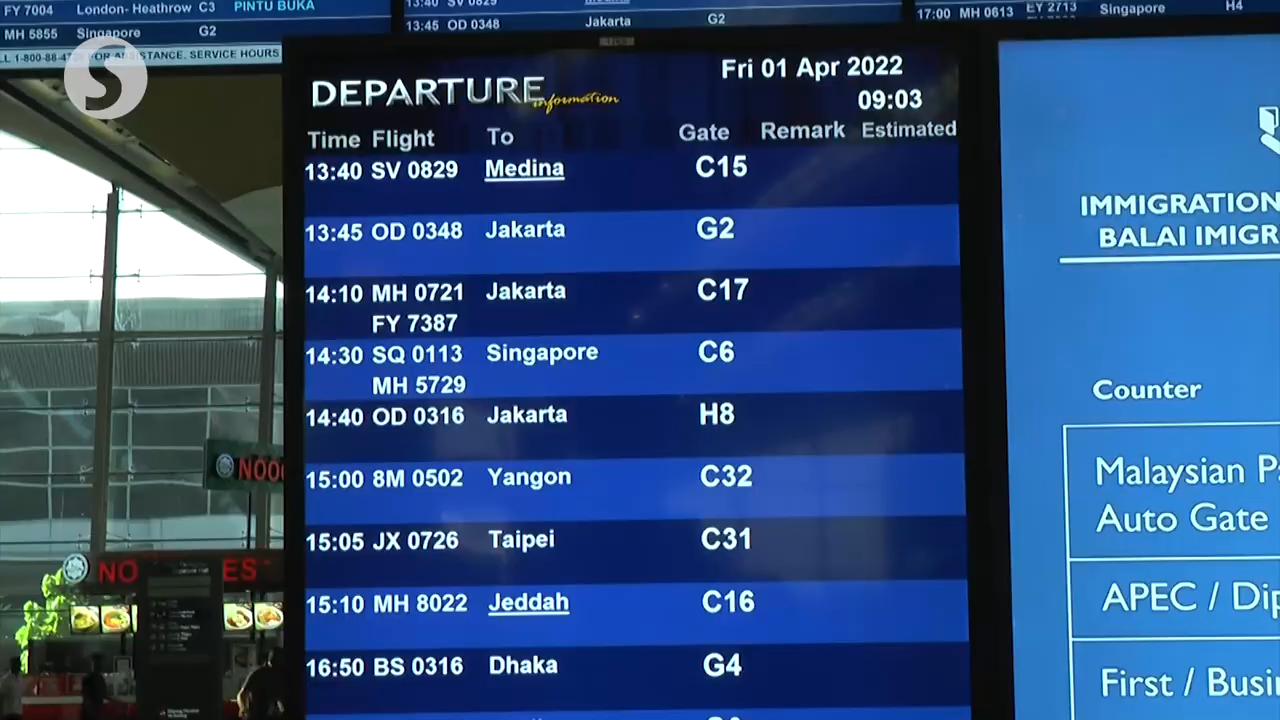 FY 7004 London- Heathrow C3 PINTU BUKA
MH 5855 Singapore G2
13:45 OD 0348 Jakarta G2
17:00 MH 0613 FY 2713 Singapore H4
DEPARTURE information
Fri 01 Apr 2022
09:03
Time Flight To Gate Remark Estimated
13:40 SV 0829 Medina C15
13:45 OD 0348 Jakarta G2
14:10 MH 0721 Jakarta C17
FY 7387
14:30 SQ 0113 Singapore C6
MH 5729
14:40 OD 0316 Jakarta H8
15:00 8M 0502 Yangon C32
15:05 JX 0726 Taipei C31
15:10 MH 8022 Jeddah C16
16:50 BS 0316 Dhaka G4
IMMIGRATION
BALAI IMIGR
Counter
Malaysian P
Auto Gate
APEC / Dip
First / Busi
NOO
NO
ES